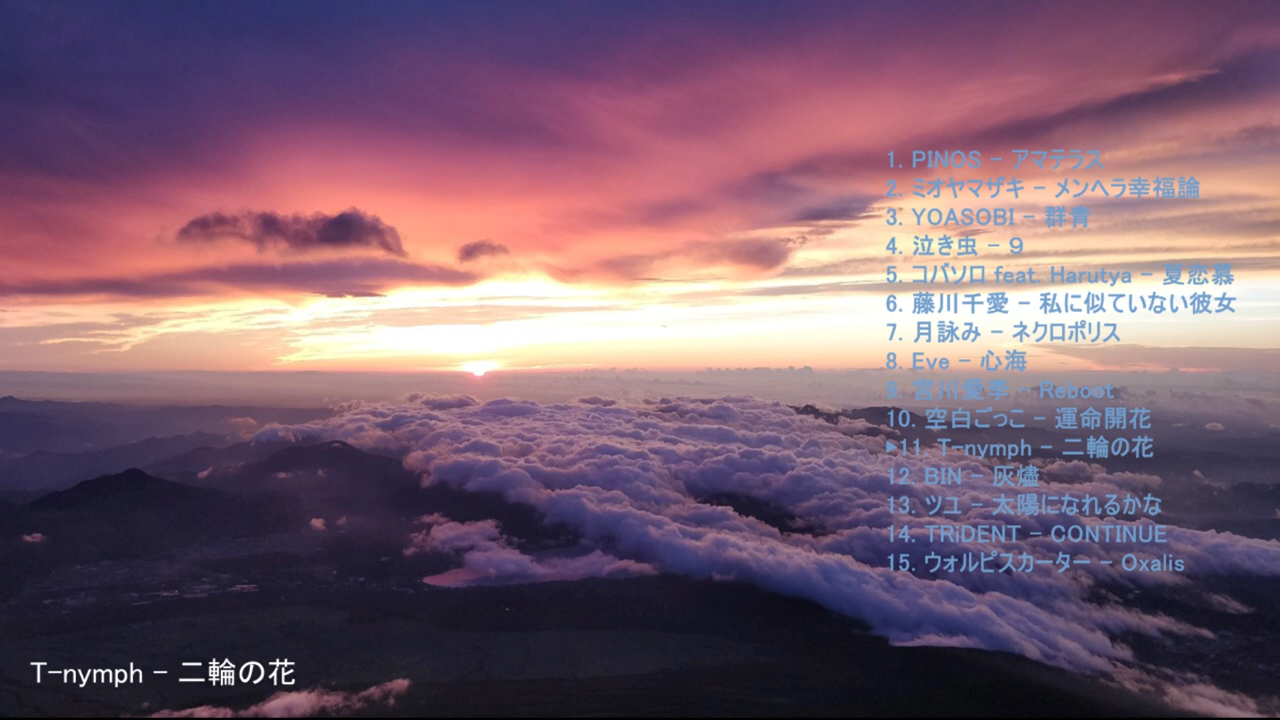 1. PINOS - アマテラス
2. ミオヤマザキ - メンヘラ幸福論
3. YOASOBI - 群青
4. 泣き虫 - 9
5. コバソロ feat. Harutya - 夏恋慕
6. 藤川千愛 - 私に似ていない彼女
7. 月詠み - ネクロポリス
8. Eve - 心海
9. 宮川愛李 - Reboot
10. 空白ごっこ - 運命開花
▶11. T-nymph - 二輪の花
12. BIN - 灰燼
13. ツユ - 太陽になれるかな
14. TRiDENT - CONTINUE
15. ウォルピスカーター - Oxalis
T-nymph - 二輪の花